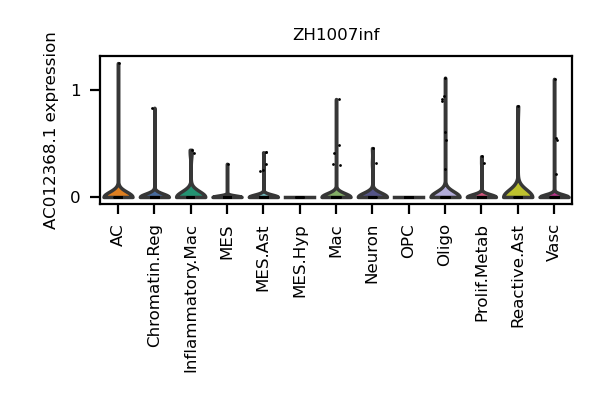 ZH1007inf
AC012368.1 expression
1
0
AC
Chromatin.Reg
Inflammatory.Mac
MES
MES.Ast
MES.Hyp
Mac
Neuron
OPC
Oligo
Prolif.Metab
Reactive.Ast
Vasc